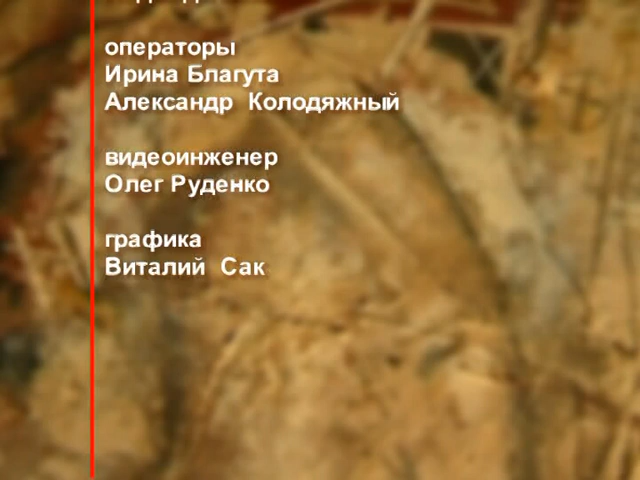 операторы
Ирина Благута
Александр Колодяжный
видеоинженер
Олег Руденко
графика
Виталий Сак